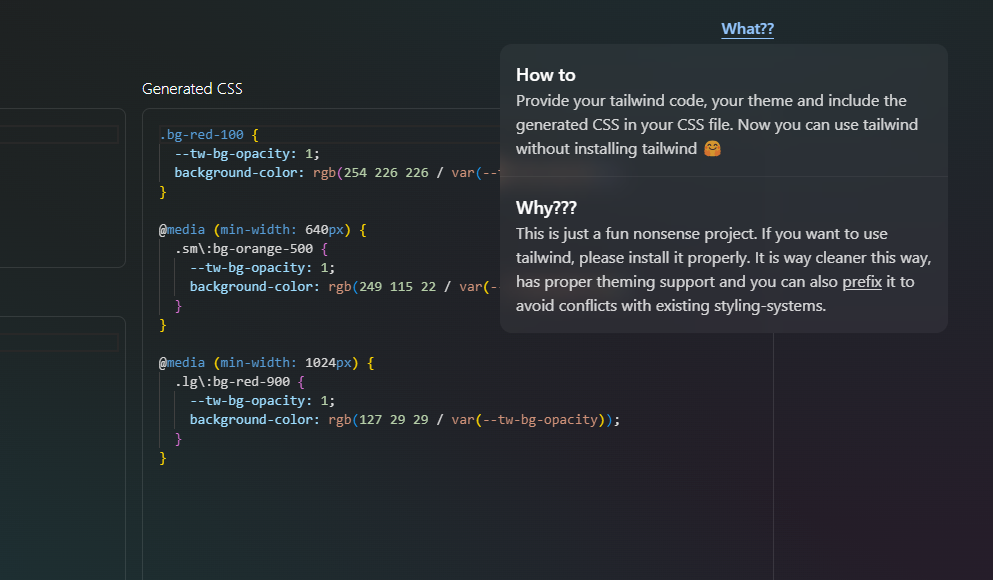 What??
How to
Provide your tailwind code, your theme and include the
generated CSS in your CSS file. Now you can use tailwind
without installing tailwind 🤗
Why???
This is just a fun nonsense project. If you want to use
tailwind, please install it properly. It is way cleaner this way,
has proper theming support and you can also prefix it to
avoid conflicts with existing styling-systems.
Generated CSS
.bg-red-100 {
--tw-bg-opacity: 1;
background-color: rgb(254 226 226 / var(--
}
@media (min-width: 640px) {
.sm\:bg-orange-500 {
--tw-bg-opacity: 1;
background-color: rgb(249 115 22 / var(-
}
}
@media (min-width: 1024px) {
.lg\:bg-red-900 {
--tw-bg-opacity: 1;
background-color: rgb(127 29 29 / var(--tw-bg-opacity));
}
}